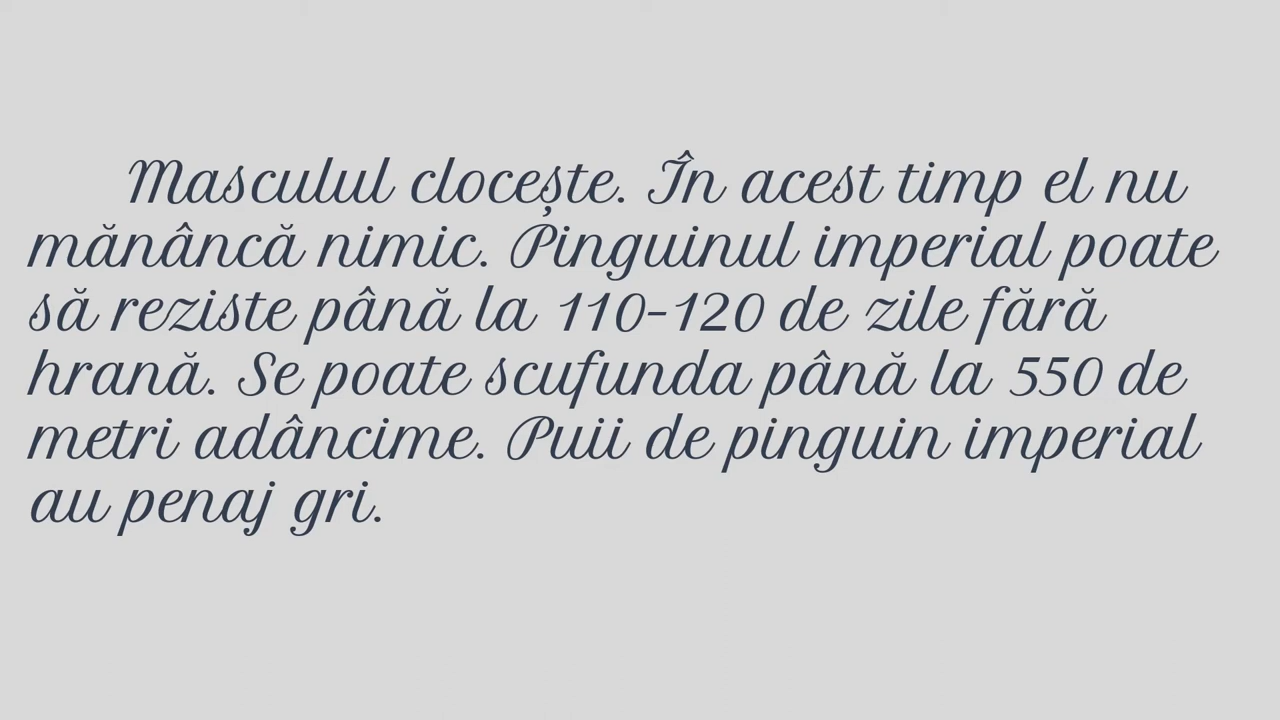 Masculul clocește. În acest timp el nu
mănâncă nimic. Pinguinul imperial poate
să reziste până la 110-120 de zile fără
hrană. Se poate scufunda până la 550 de
metri adâncime. Puii de pinguin imperial
au penaj gri.